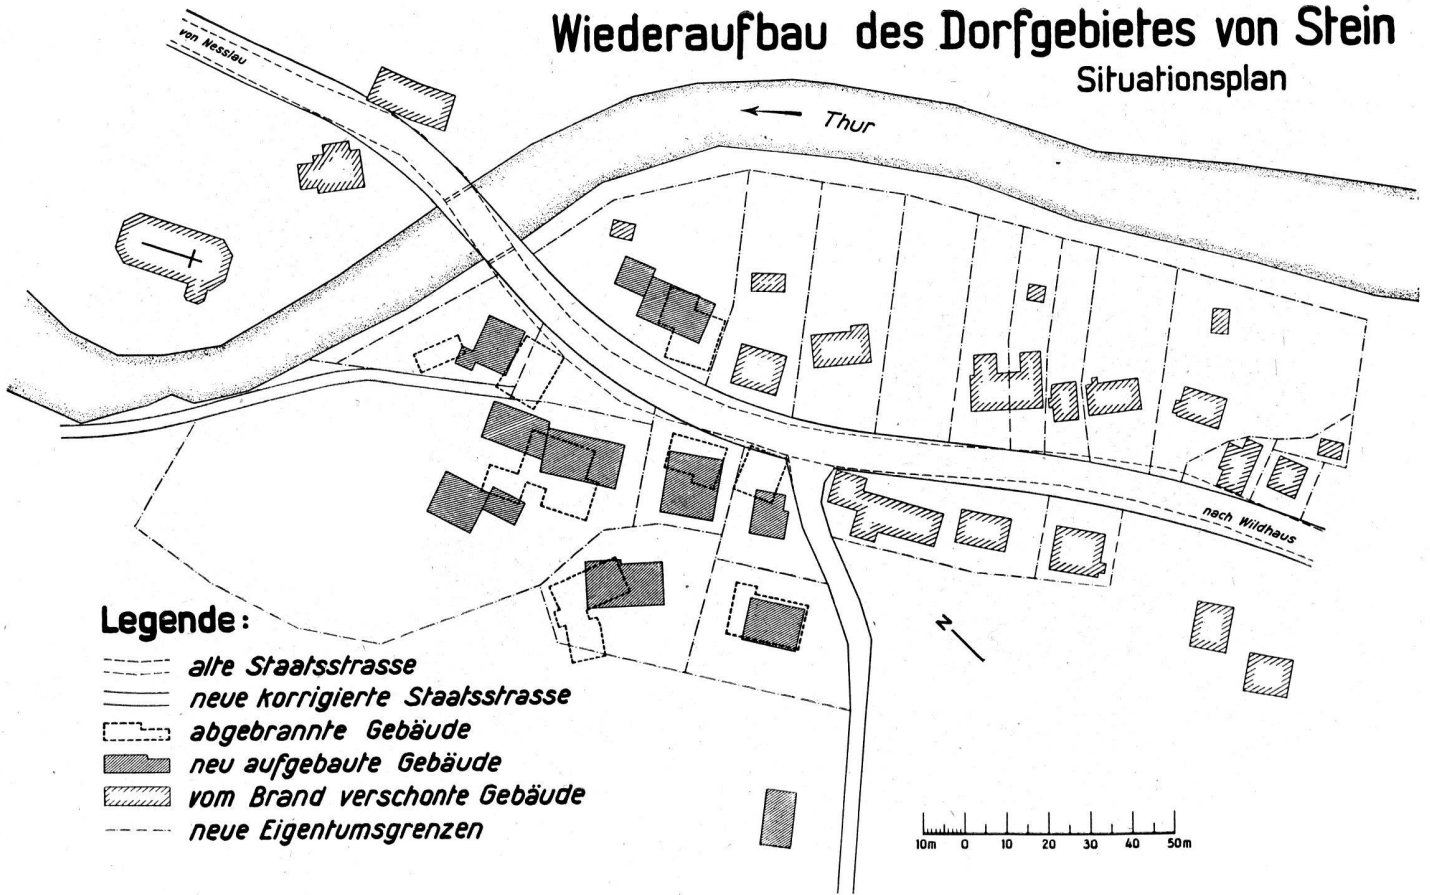 Wiederaufbau des Dorfgebietes von Stein
Situationsplan
von Nesslau
Thur
nach Wildhaus
N
Legende:
alte Staatsstrasse
neue korrigierte Staatsstrasse
abgebrannte Gebäude
neu aufgebaute Gebäude
vom Brand verschonte Gebäude
neue Eigentumsgrenzen
10m 0 10 20 30 40 50m